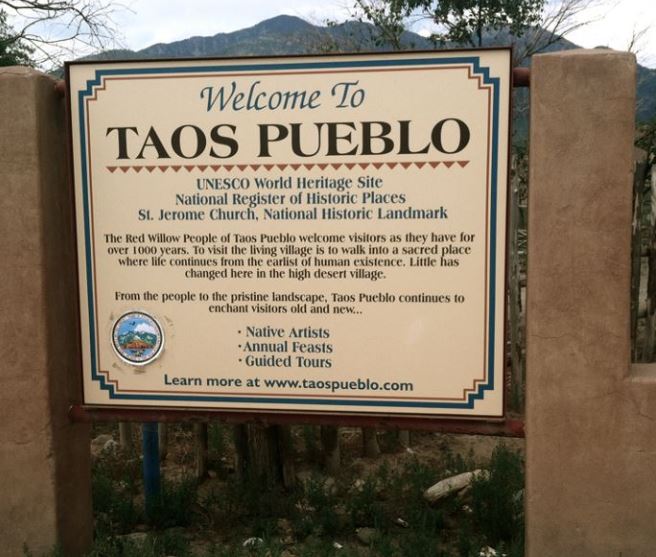 Welcome To
TAOS PUEBLO
UNESCO World Heritage Site
National Register of Historic Places
St. Jerome Church, National Historic Landmark
The Red Willow People of Taos Pueblo welcome visitors as they have for
over 1000 years. To visit the living village is to walk into a sacred place
where life continues from the earlist of human existence. Little has
changed here in the high desert village.
From the people to the pristine landscape, Taos Pueblo continues to
enchant visitors old and new...
· Native Artists
· Annual Feasts
· Guided Tours
Learn more at www.taospueblo.com